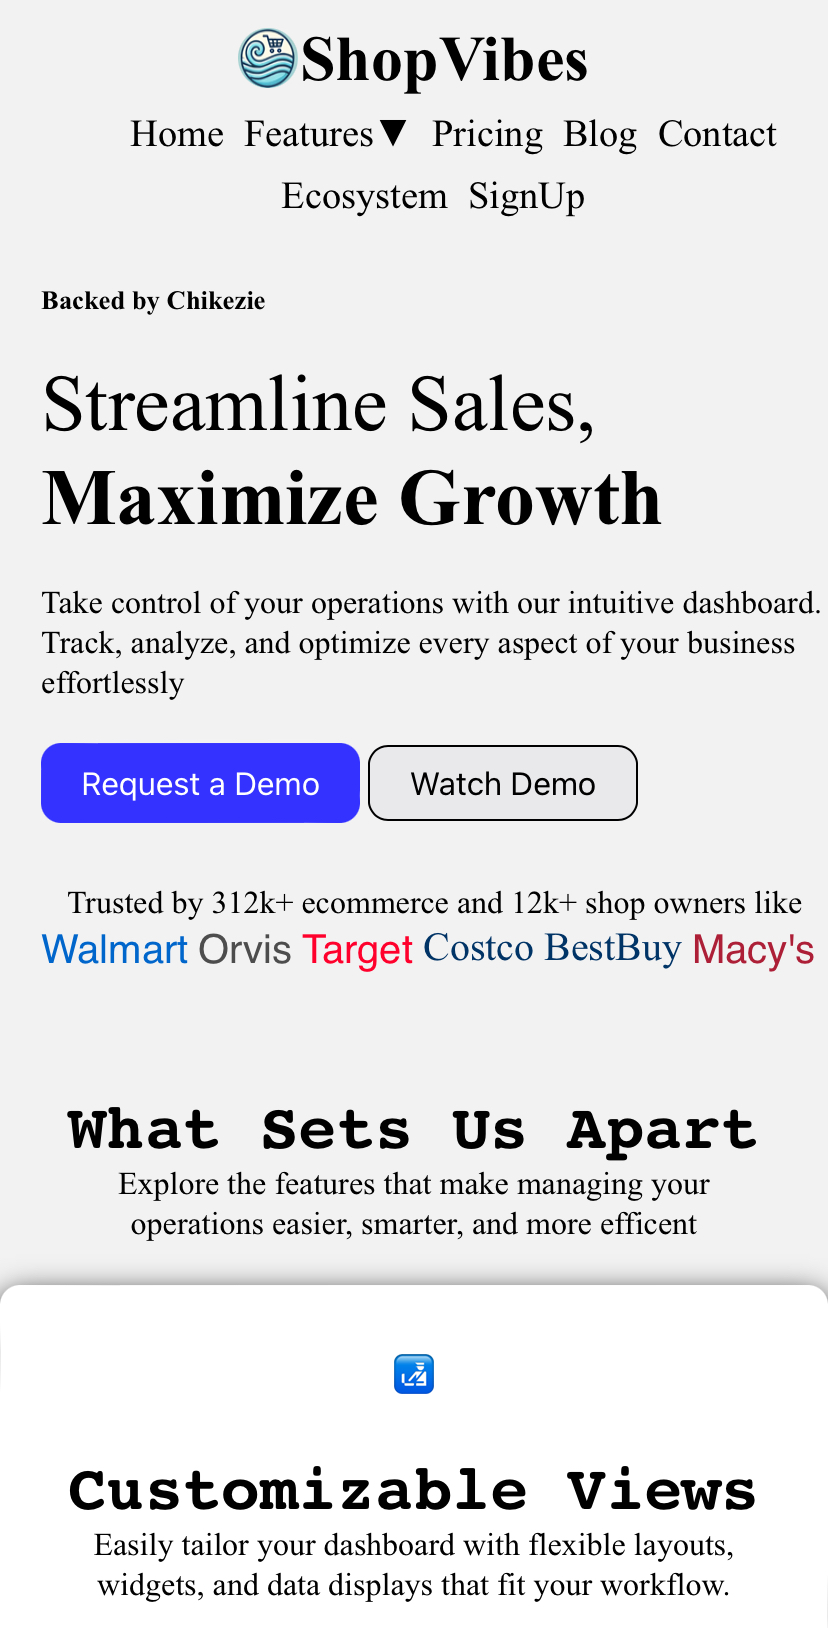 ShopVibes
Home Features▼ Pricing Blog Contact
Ecosystem SignUp
Backed by Chikezie
Streamline Sales,
Maximize Growth
Take control of your operations with our intuitive dashboard.
Track, analyze, and optimize every aspect of your business
effortlessly
Request a Demo Watch Demo
Trusted by 312k+ ecommerce and 12k+ shop owners like
Walmart Orvis Target Costco BestBuy Macy's
What Sets Us Apart
Explore the features that make managing your
operations easier, smarter, and more efficent
Customizable Views
Easily tailor your dashboard with flexible layouts,
widgets, and data displays that fit your workflow.